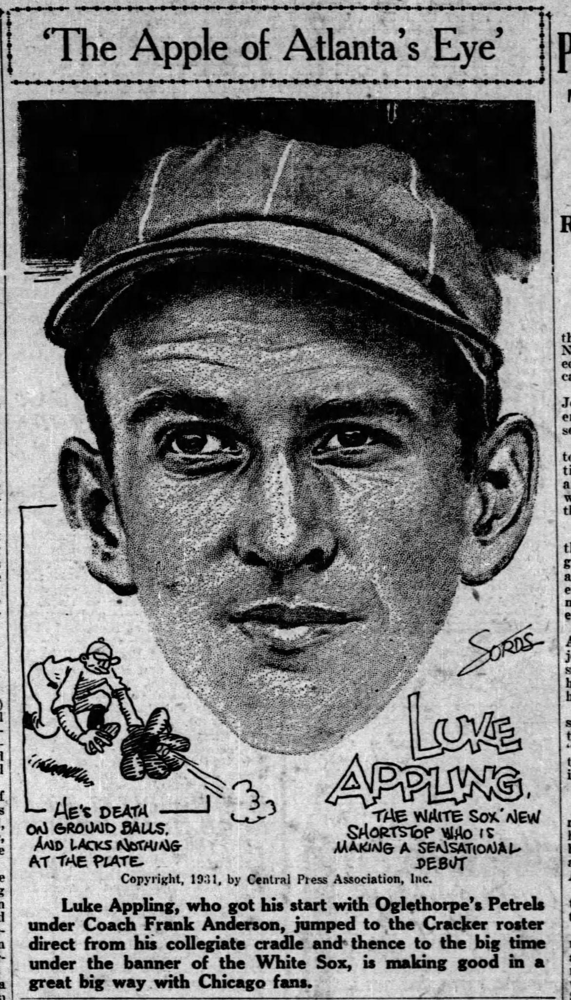 'The Apple of Atlanta's Eye'
SORDS
LUKE
APPLING,
THE WHITE SOX' NEW
SHORTSTOP WHO IS
MAKING A SENSATIONAL
DEBUT
HE'S DEATH
ON GROUND BALLS,
AND LACKS NOTHING
AT THE PLATE
Copyright, 1931, by Central Press Association, Inc.
Luke Appling, who got his start with Oglethorpe's Petrels
under Coach Frank Anderson, jumped to the Cracker roster
direct from his collegiate cradle and thence to the big time
under the banner of the White Sox, is making good in a
great big way with Chicago fans.